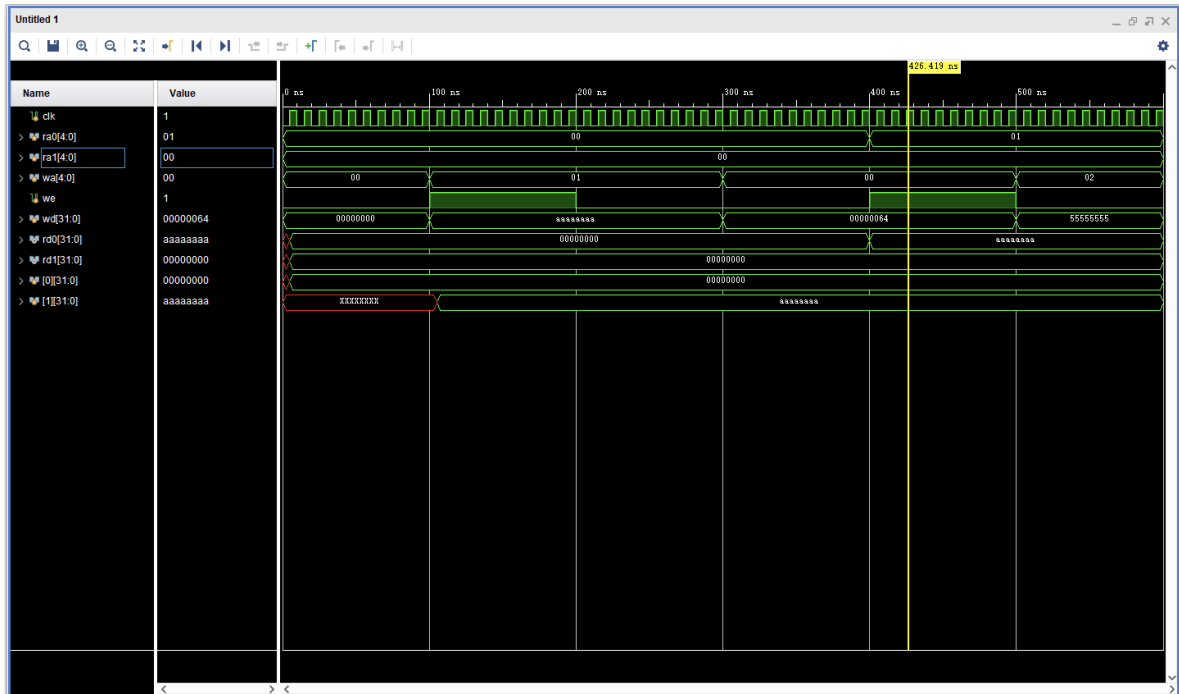 Untitled 1
426.419 ns
Name Value 0 ns 100 ns 200 ns 300 ns 400 ns 500 ns
clk 1
ra0[4:0] 01 00 01
ra1[4:0] 00 00
wa[4:0] 00 00 01 00 02
we 1
wd[31:0] 00000064 00000000 aaaaaaaa 00000064 55555555
rd0[31:0] aaaaaaaa 00000000 aaaaaaaa
rd1[31:0] 00000000 00000000
[0][31:0] 00000000 00000000
[1][31:0] aaaaaaaa XXXXXXXX aaaaaaaa